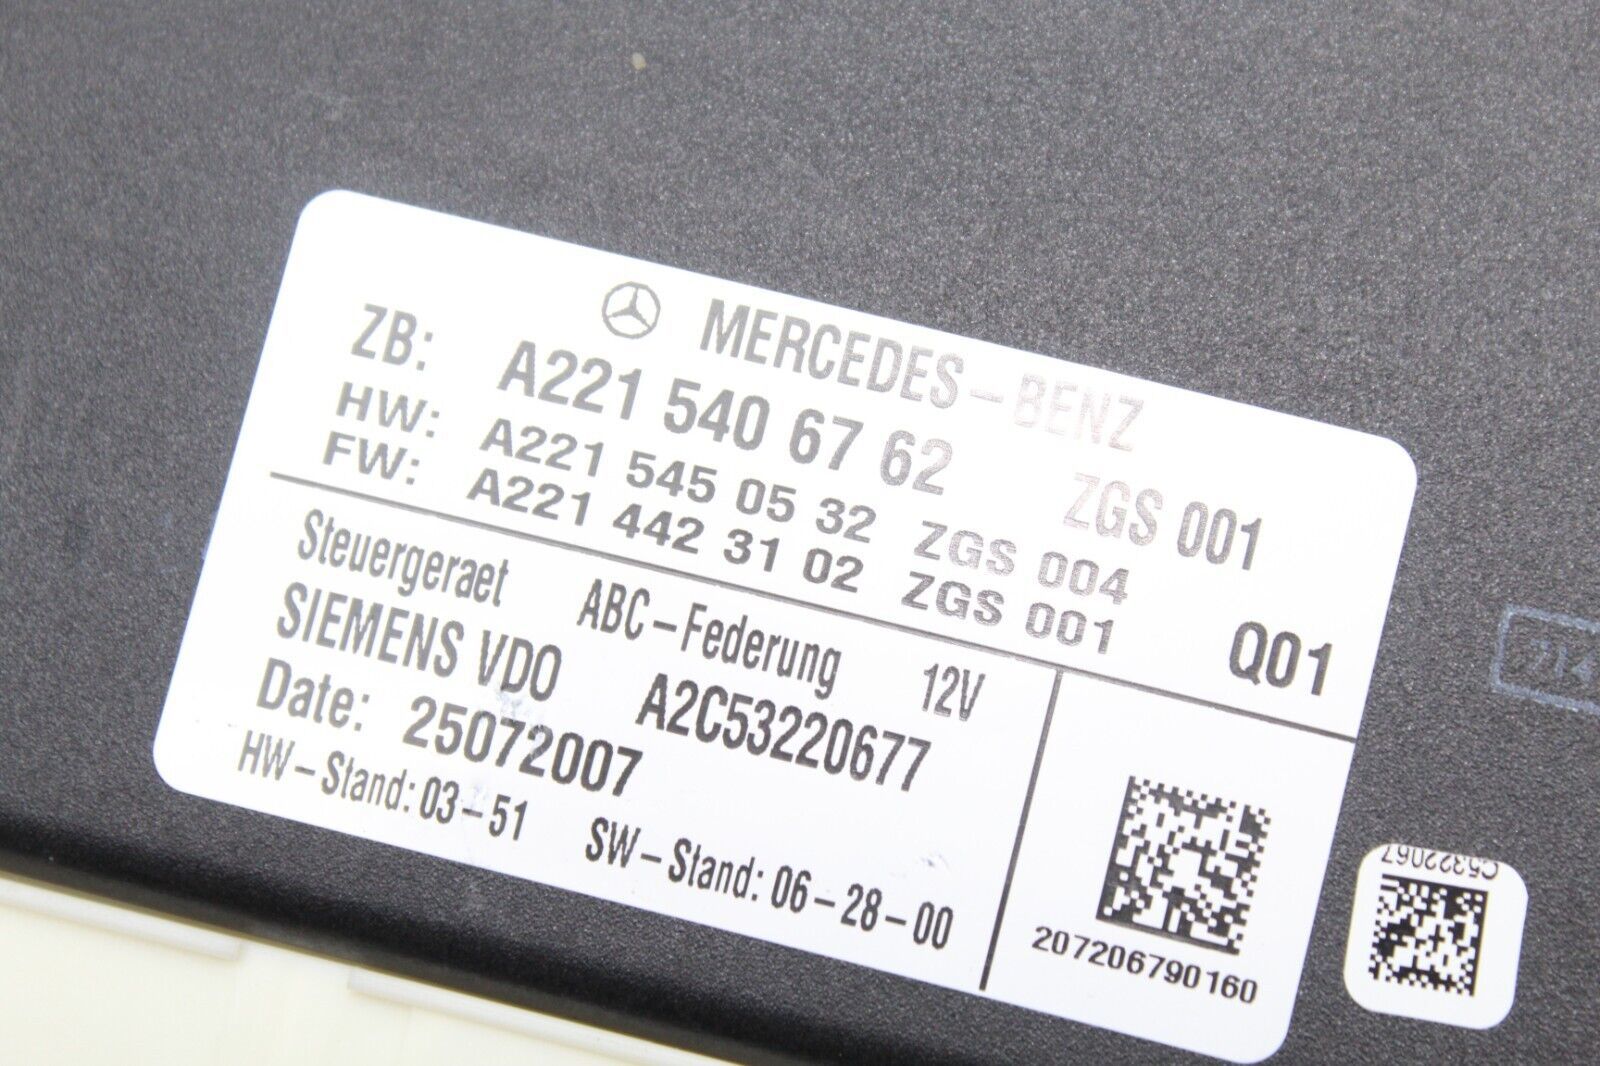 MERCEDES-BENZ
ZB: A221 540 67 62 ZGS 001
HW: A221 545 05 32 ZGS 004
FW: A221 442 31 02 ZGS 001 Q01
Steuergeraet ABC-Federung 12V
SIEMENS VDO A2C53220677
Date: 25072007
HW-Stand: 03-51 SW-Stand: 06-28-00
207206790160
C5322067